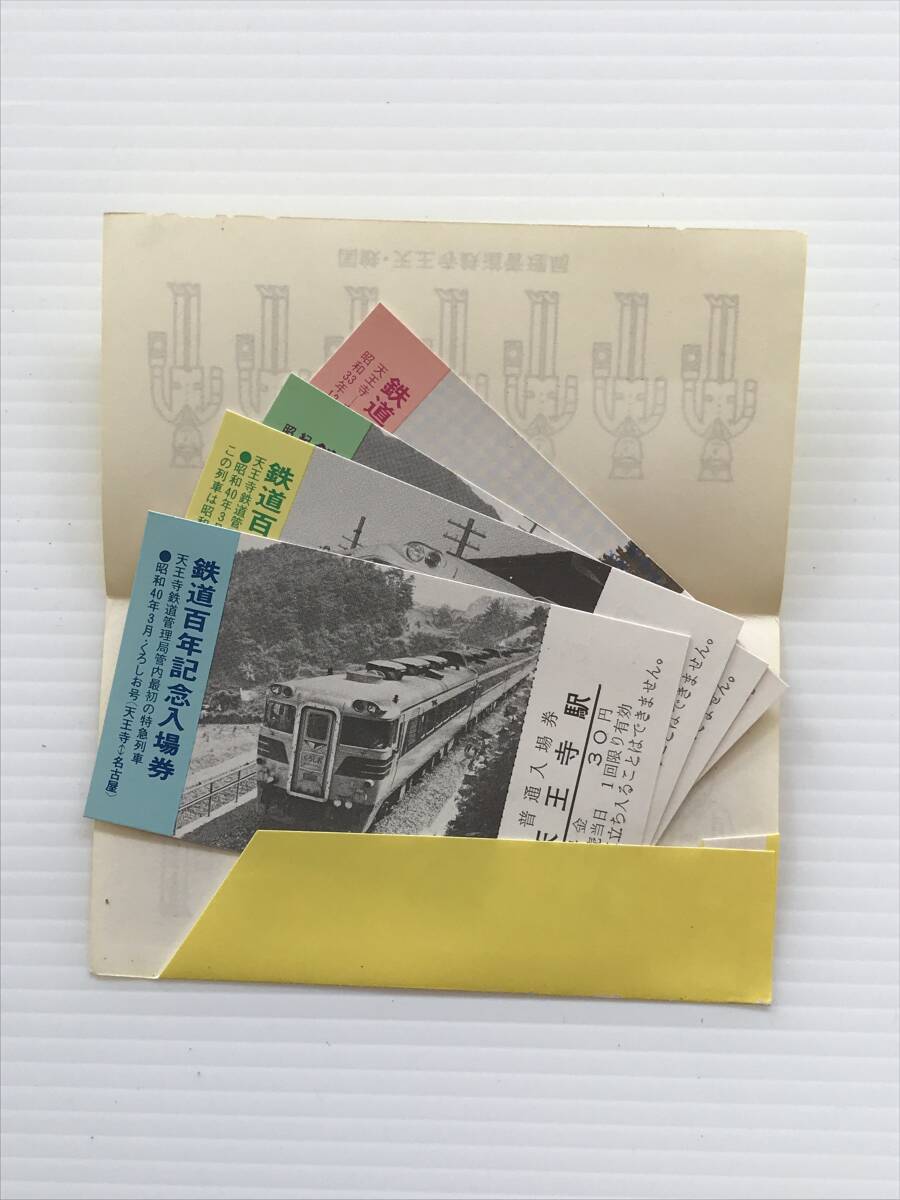 国鉄・天王寺鉄道管理局
鉄道
天王寺
昭和33年
鉄道百
天王寺鉄道管
●昭和40年3月
この列車は昭和
鉄道百年記念入場券
天王寺鉄道管理局管内最初の特急列車
●昭和40年3月・くろしお号(天王寺↔名古屋)
普通入場券
天王寺駅
金 30円
当日 1回限り有効
立ち入ることはできません。
はできません。
ません。